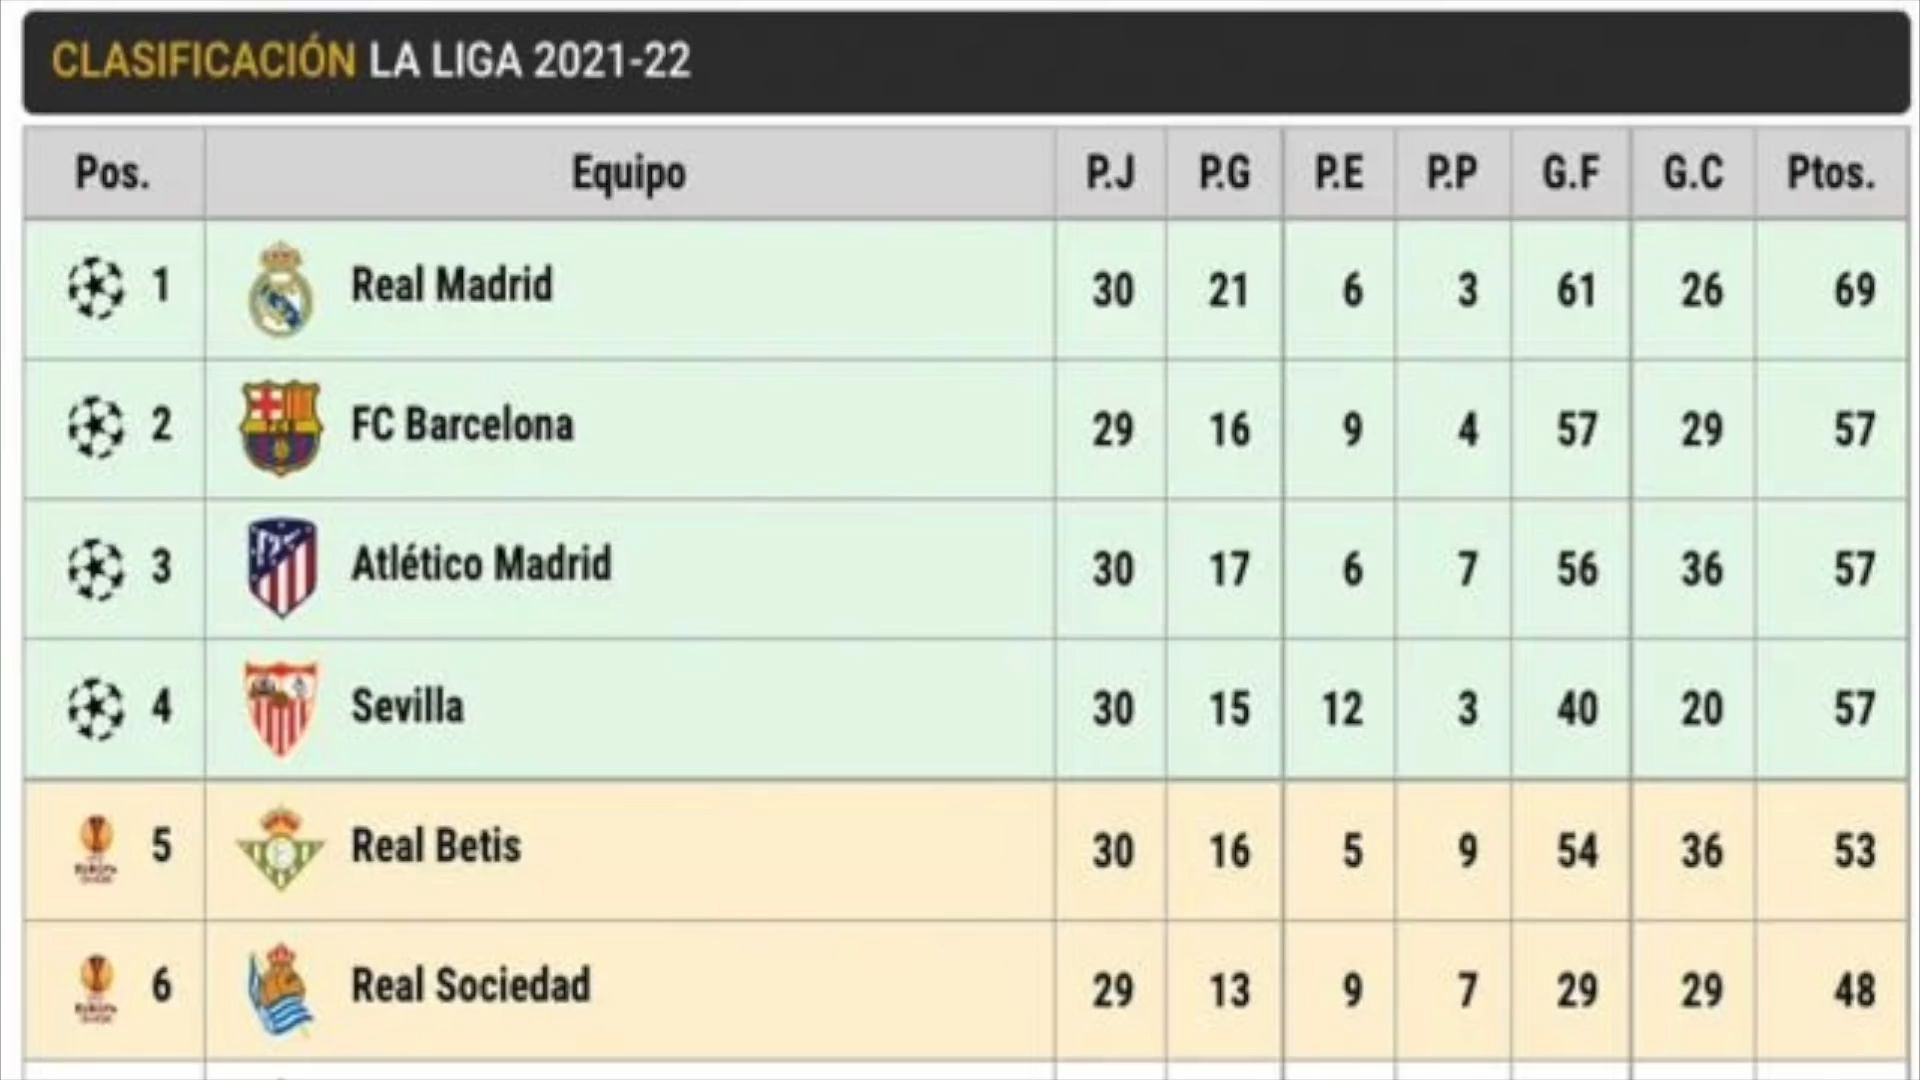 CLASIFICACIÓN LA LIGA 2021-22
Pos. Equipo P.J P.G P.E P.P G.F G.C Ptos.
1 Real Madrid 30 21 6 3 61 26 69
2 FC Barcelona 29 16 9 4 57 29 57
3 Atlético Madrid 30 17 6 7 56 36 57
4 Sevilla 30 15 12 3 40 20 57
5 Real Betis 30 16 5 9 54 36 53
6 Real Sociedad 29 13 9 7 29 29 48